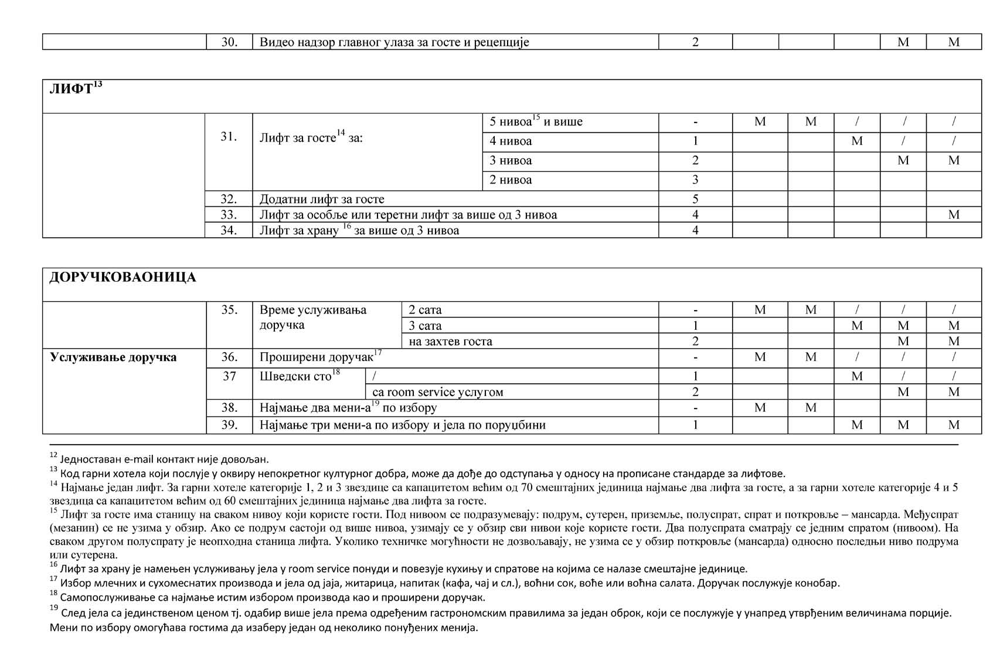 30. Видео надзор главног улаза за госте и рецепције 2 М М
ЛИФТ13
31. Лифт за госте14 за: 5 нивоа15 и више - М М / / /
4 нивоа 1 М / /
3 нивоа 2 М М
2 нивоа 3
32. Додатни лифт за госте 5
33. Лифт за особље или теретни лифт за више од 3 нивоа 4 М
34. Лифт за храну 16 за више од 3 нивоа 4
ДОРУЧКОВАОНИЦА
35. Време услуживања доручка 2 сата - М М / / /
3 сата 1 М М М
на захтев госта 2 М М
Услуживање доручка 36. Проширени доручак17 - М М / / /
37 Шведски сто18 / 1 М / /
са room service услугом 2 М М
38. Најмање два мени-а19 по избору - М М
39. Најмање три мени-а по избору и јела по поруџбини 1 М М М
12 Једноставан e-mail контакт није довољан.
13 Код гарни хотела који послује у оквиру непокретног културног добра, може да дође до одступања у односу на прописане стандарде за лифтове.
14 Најмање један лифт. За гарни хотеле категорије 1, 2 и 3 звездице са капацитетом већим од 70 смештајних јединица најмање два лифта за госте, а за гарни хотеле категорије 4 и 5
звездица са капацитетом већим од 60 смештајних јединица најмање два лифта за госте.
15 Лифт за госте има станицу на сваком нивоу који користе гости. Под нивоом се подразумевају: подрум, сутерен, приземље, полуспрат, спрат и поткровље – мансарда. Међуспрат
(мезанин) се не узима у обзир. Ако се подрум састоји од више нивоа, узимају се у обзир сви нивои које користе гости. Два полуспрата сматрају се једним спратом (нивоом). На
сваком другом полуспрату је неопходна станица лифта. Уколико техничке могућности не дозвољавају, не узима се у обзир поткровље (мансарда) односно последњи ниво подрума
или сутерена.
16 Лифт за храну је намењен услуживању јела у room service понуди и повезује кухињу и спратове на којима се налазе смештајне јединице.
17 Избор млечних и сухомеснатих производа и јела од јаја, житарица, напитак (кафа, чај и сл.), воћни сок, воће или воћна салата. Доручак послужује конобар.
18 Самопослуживање са најмање истим избором производа као и проширени доручак.
19 След јела са јединственом ценом тј. одабир више јела према одређеним гастрономским правилима за један оброк, који се послужује у унапред утврђеним величинама порције.
Мени по избору омогућава гостима да изаберу један од неколико понуђених менија.